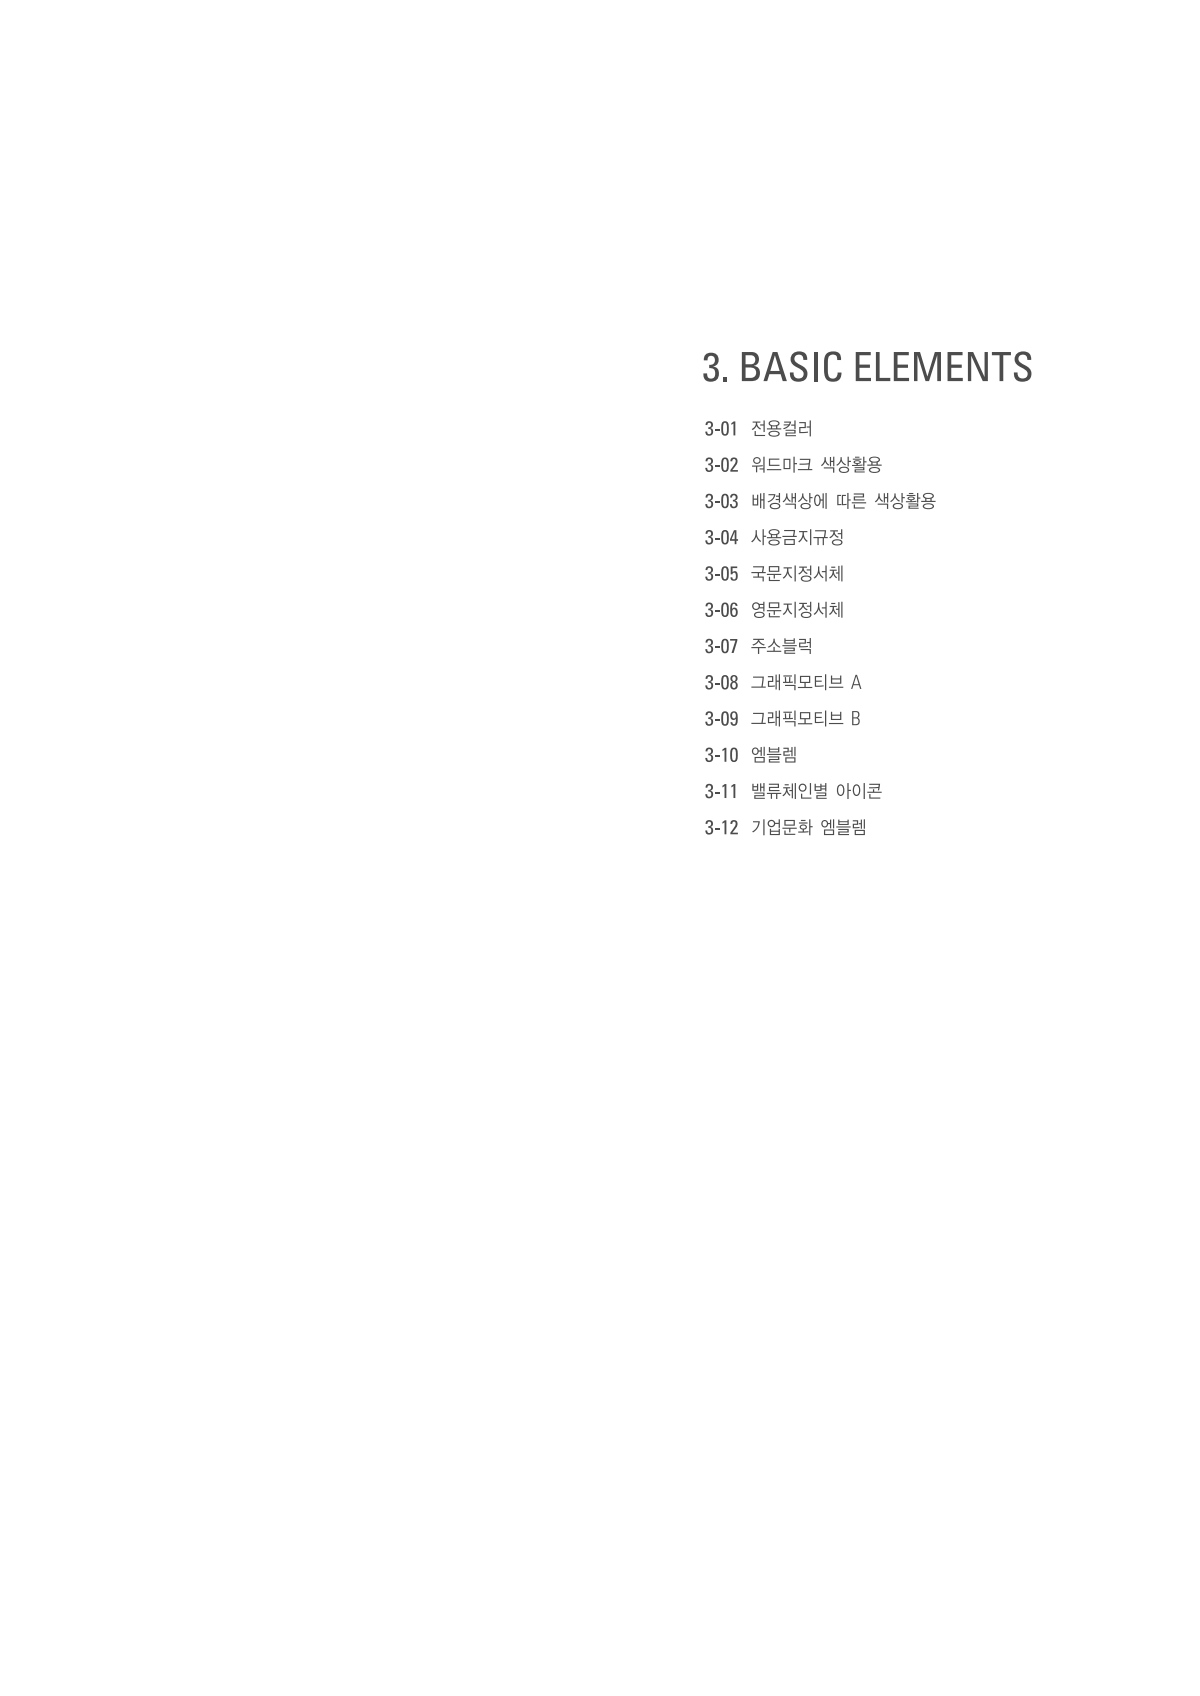 3. BASIC ELEMENTS
3-01 전용컬러
3-02 워드마크 색상활용
3-03 배경색상에 따른 색상활용
3-04 사용금지규정
3-05 국문지정서체
3-06 영문지정서체
3-07 주소블럭
3-08 그래픽모티브 A
3-09 그래픽모티브 B
3-10 엠블렘
3-11 밸류체인별 아이콘
3-12 기업문화 엠블렘